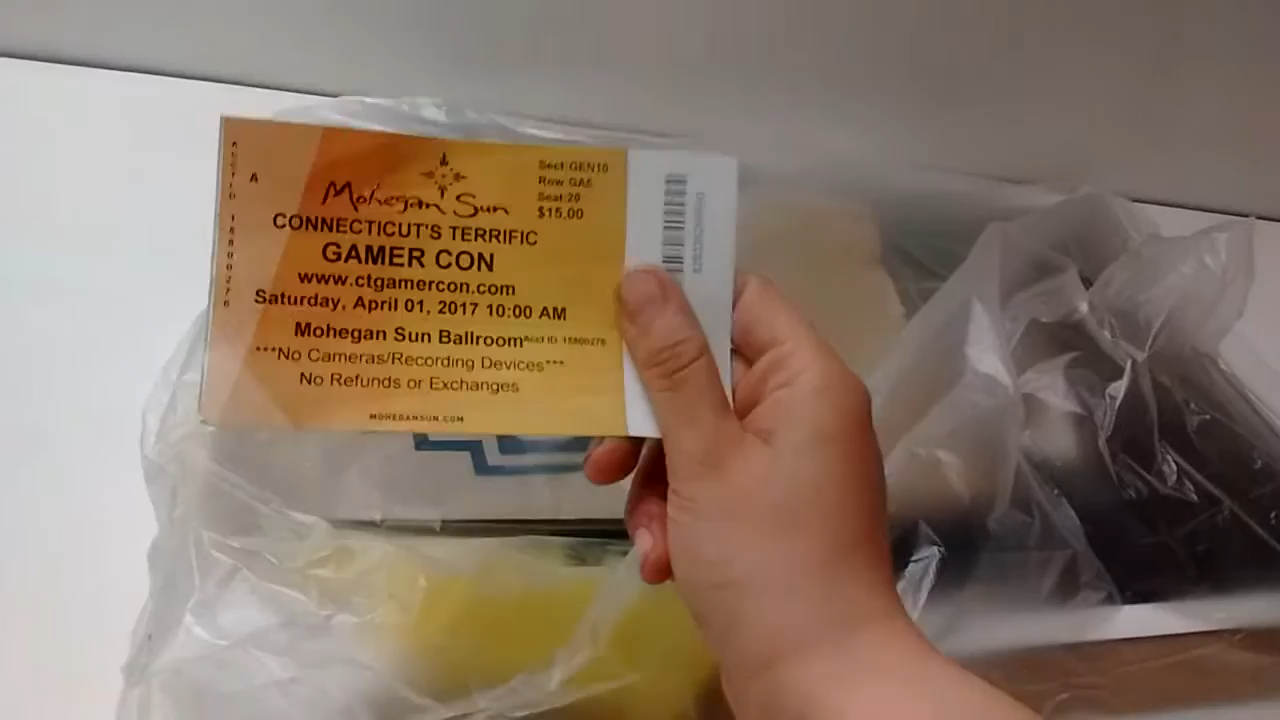 A
Mohegan Sun
Sect:GEN10
Row:GA5
Seat:20
$15.00
CONNECTICUT'S TERRIFIC
GAMER CON
www.ctgamercon.com
Saturday, April 01, 2017 10:00 AM
Mohegan Sun Ballroom
Acct ID: 15800276
***No Cameras/Recording Devices***
No Refunds or Exchanges
MOHEGANSUN.COM